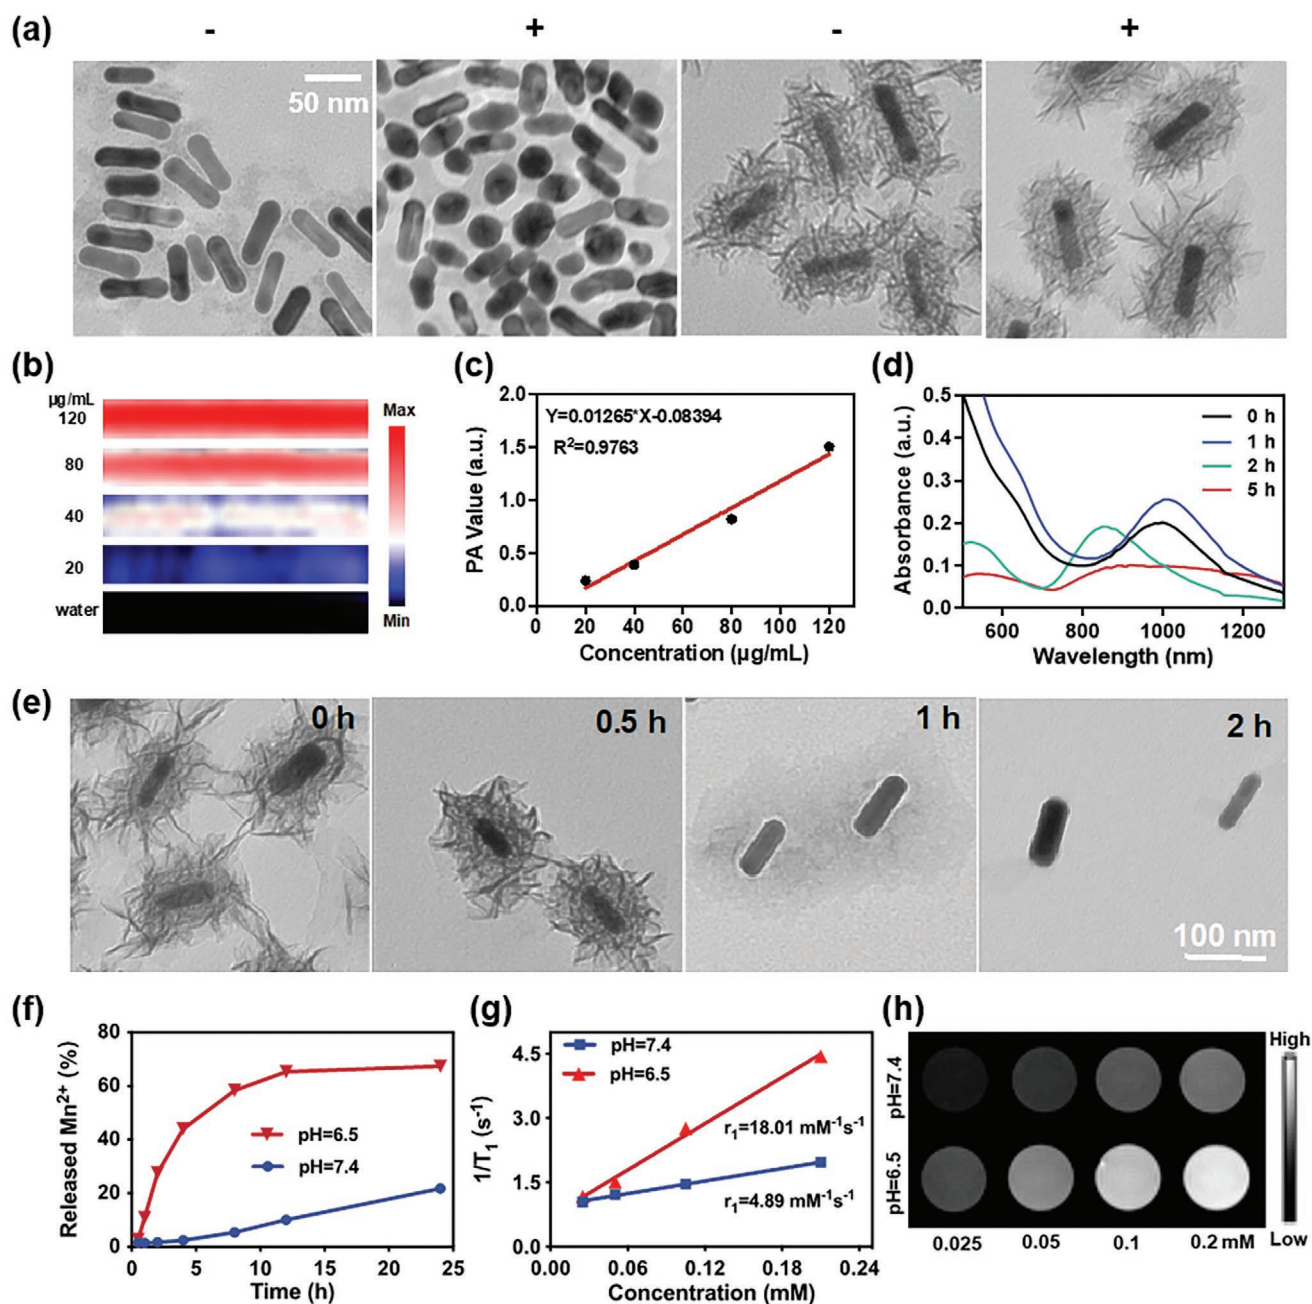 (a)
-
+
-
+
50 nm
(b)
µg/mL
120
80
40
20
water
Max
Min
(c)
Y=0.01265*X-0.08394
R²=0.9763
PA Value (a.u.)
2.0
1.5
1.0
0.5
0.0
0 20 40 60 80 100 120
Concentration (µg/mL)
(d)
0 h
1 h
2 h
5 h
Absorbance (a.u.)
0.5
0.4
0.3
0.2
0.1
0.0
600 800 1000 1200
Wavelength (nm)
(e)
0 h
0.5 h
1 h
2 h
100 nm
(f)
Released Mn²⁺ (%)
80
60
40
20
0
pH=6.5
pH=7.4
0 5 10 15 20 25
Time (h)
(g)
pH=7.4
pH=6.5
1/T₁ (s⁻¹)
4.5
3.0
1.5
0.0
r₁=18.01 mM⁻¹s⁻¹
r₁=4.89 mM⁻¹s⁻¹
0.00 0.06 0.12 0.18 0.24
Concentration (mM)
(h)
pH=7.4
pH=6.5
0.025 0.05 0.1 0.2 mM
High
Low